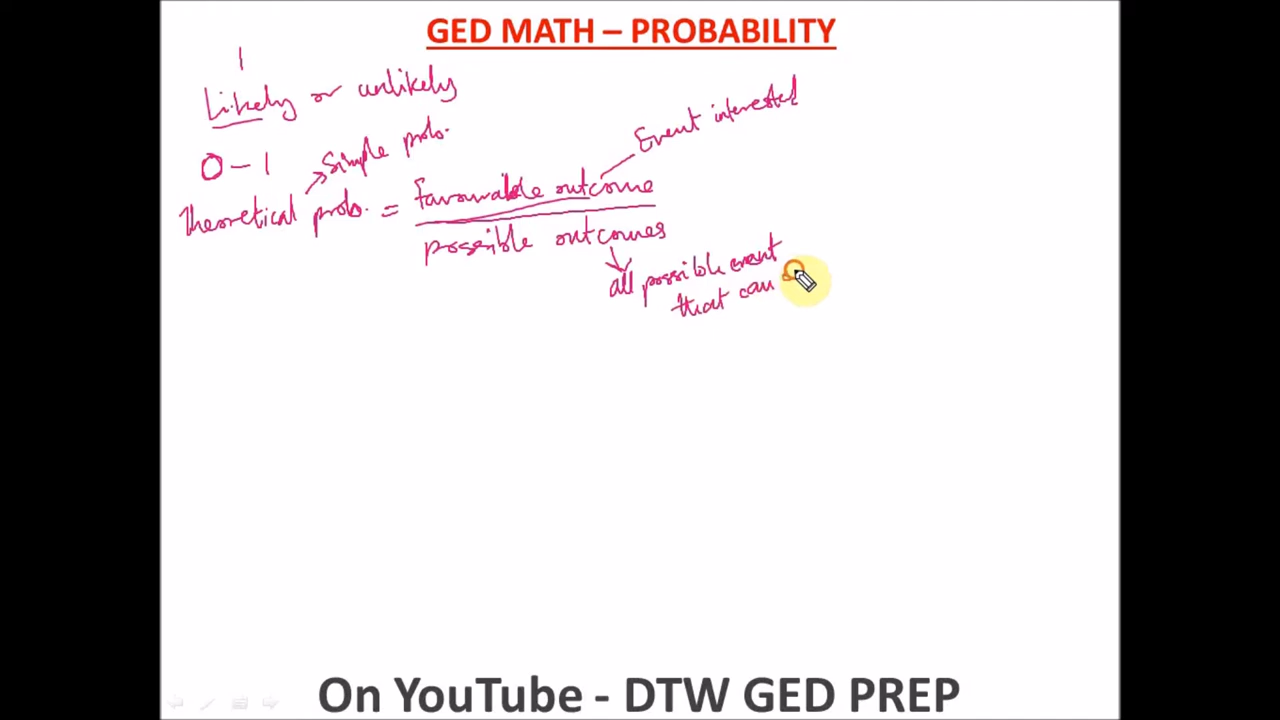 GED MATH – PROBABILITY
1
Likely or unlikely
0 – 1
Simple prob.
Event interested
Theoretical prob. = favourable outcome
possible outcomes
all possible event
that can
On YouTube - DTW GED PREP